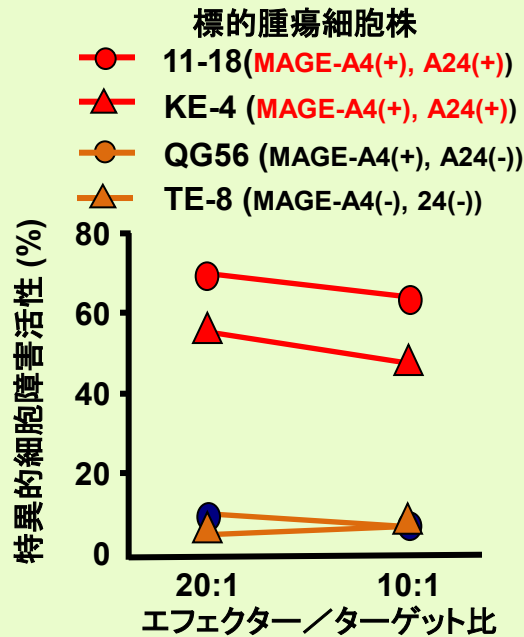 標的腫瘍細胞株
11-18(MAGE-A4(+), A24(+))
KE-4 (MAGE-A4(+), A24(+))
QG56 (MAGE-A4(+), A24(-))
TE-8 (MAGE-A4(-), 24(-))
特異的細胞障害活性 (%)
80
60
40
20
0
20:1 10:1
エフェクター／ターゲット比